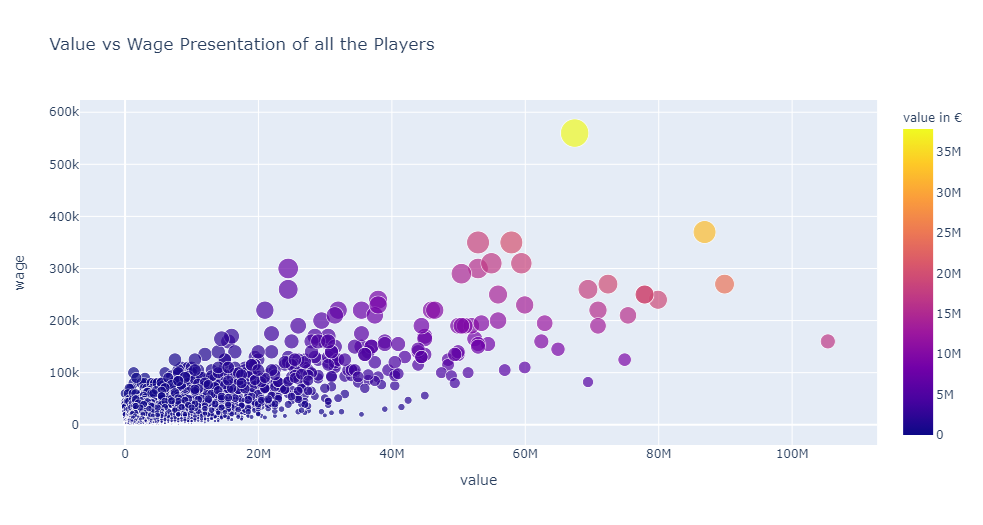 Value vs Wage Presentation of all the Players
value in €
600k
500k
400k
300k
200k
100k
0
wage
35M
30M
25M
20M
15M
10M
5M
0
0 20M 40M 60M 80M 100M
value